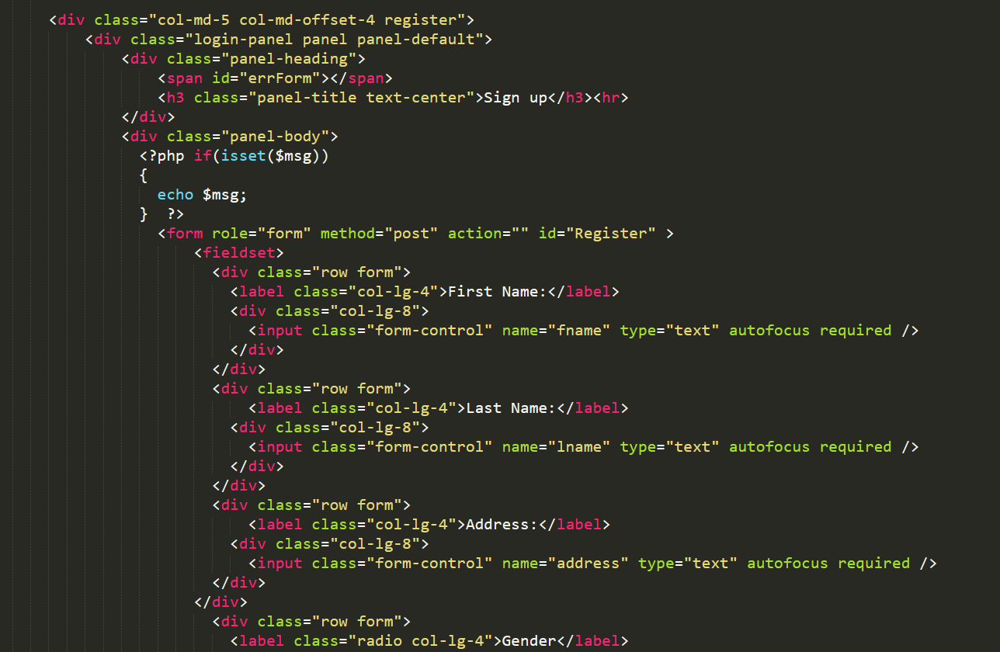 <div class="col-md-5 col-md-offset-4 register">
<div class="login-panel panel panel-default">
<div class="panel-heading">
<span id="errForm"></span>
<h3 class="panel-title text-center">Sign up</h3><hr>
</div>
<div class="panel-body">
<?php if(isset($msg))
{
echo $msg;
}  ?>
<form role="form" method="post" action="" id="Register" >
<fieldset>
<div class="row form">
<label class="col-lg-4">First Name:</label>
<div class="col-lg-8">
<input class="form-control" name="fname" type="text" autofocus required />
</div>
</div>
<div class="row form">
<label class="col-lg-4">Last Name:</label>
<div class="col-lg-8">
<input class="form-control" name="lname" type="text" autofocus required />
</div>
</div>
<div class="row form">
<label class="col-lg-4">Address:</label>
<div class="col-lg-8">
<input class="form-control" name="address" type="text" autofocus required />
</div>
</div>
<div class="row form">
<label class="radio col-lg-4">Gender</label>